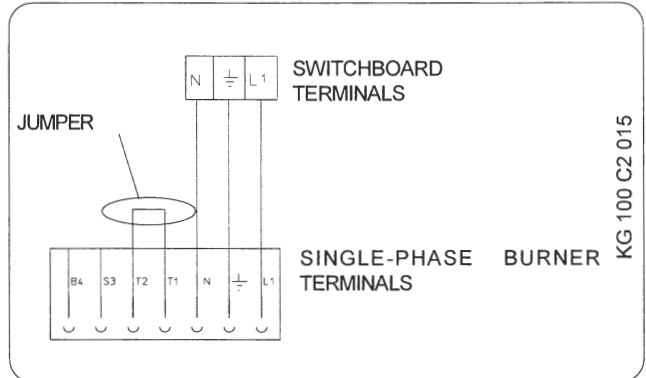 N ⏚ L1
SWITCHBOARD
TERMINALS
JUMPER
KG 100 C2 015
B4 S3 T2 T1 N ⏚ L1
SINGLE-PHASE BURNER
TERMINALS